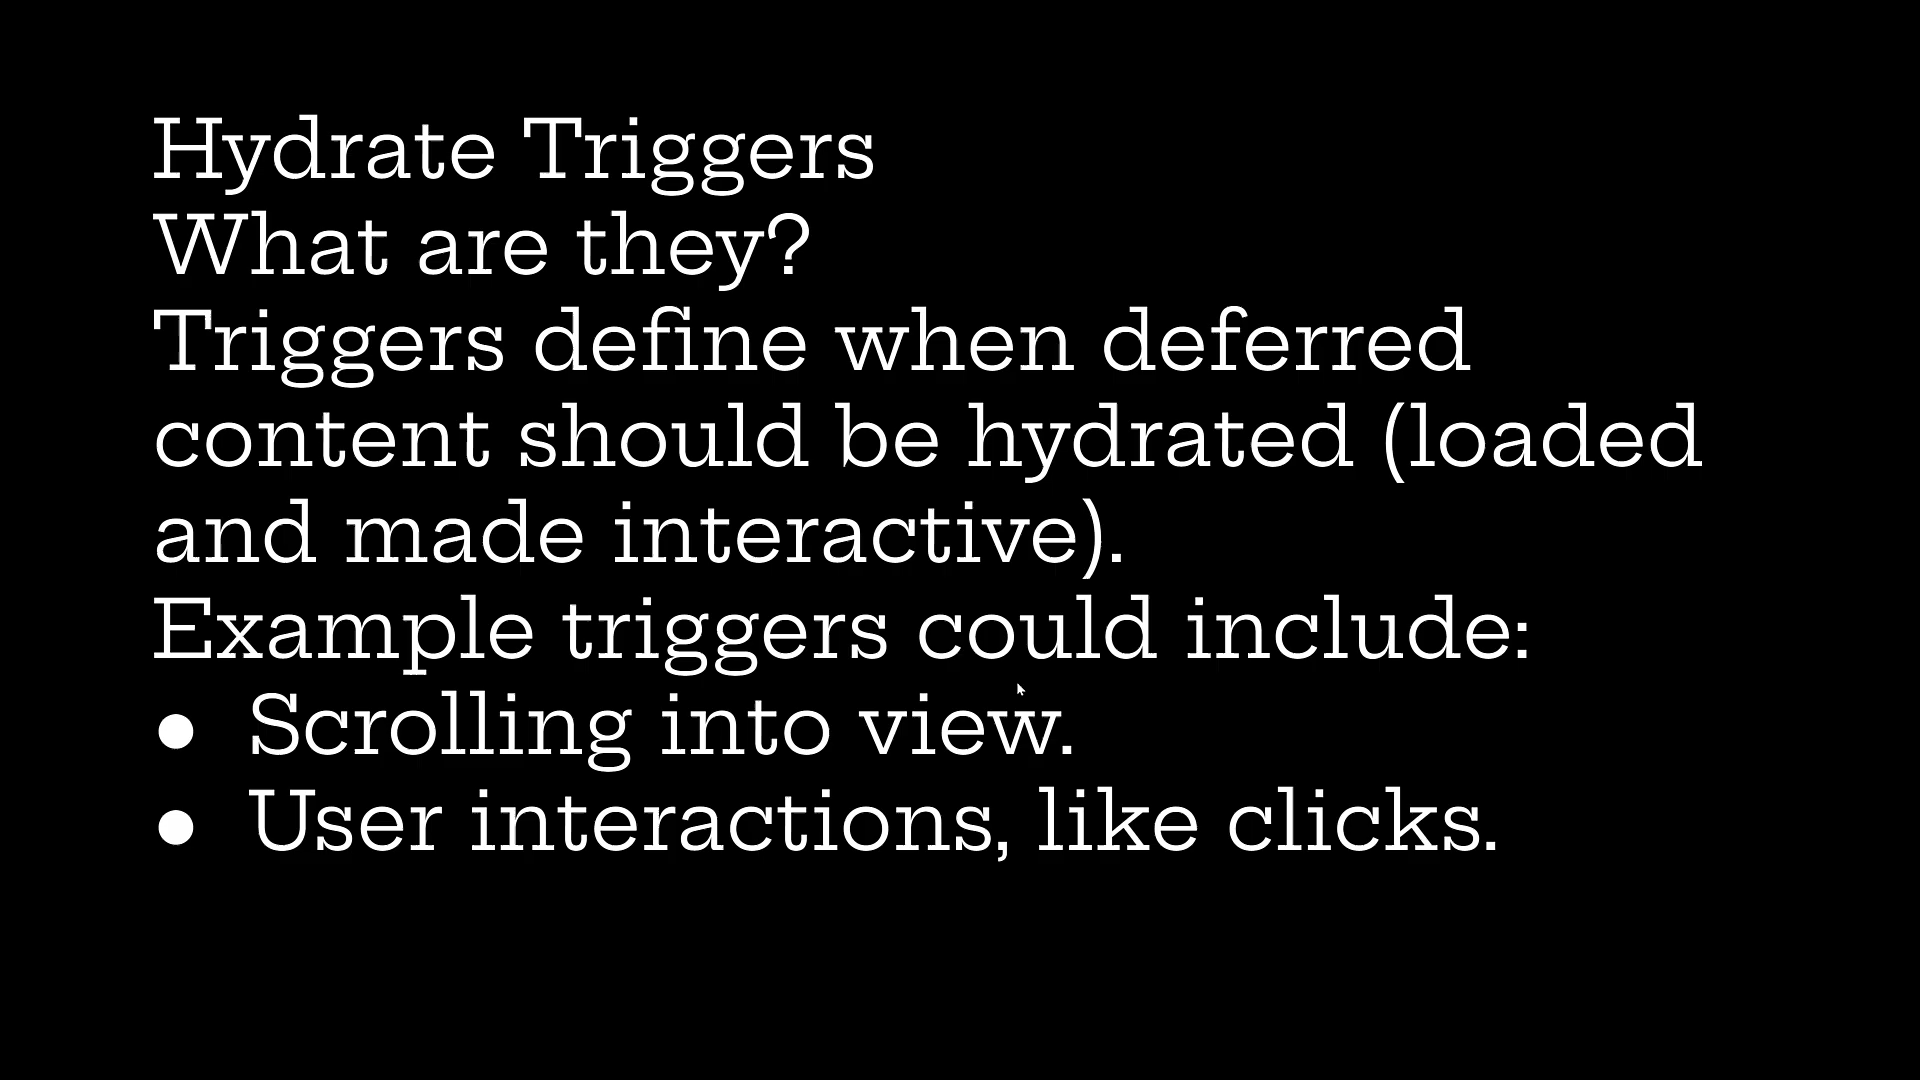 Hydrate Triggers
What are they?
Triggers define when deferred
content should be hydrated (loaded
and made interactive).
Example triggers could include:
● Scrolling into view.
● User interactions, like clicks.